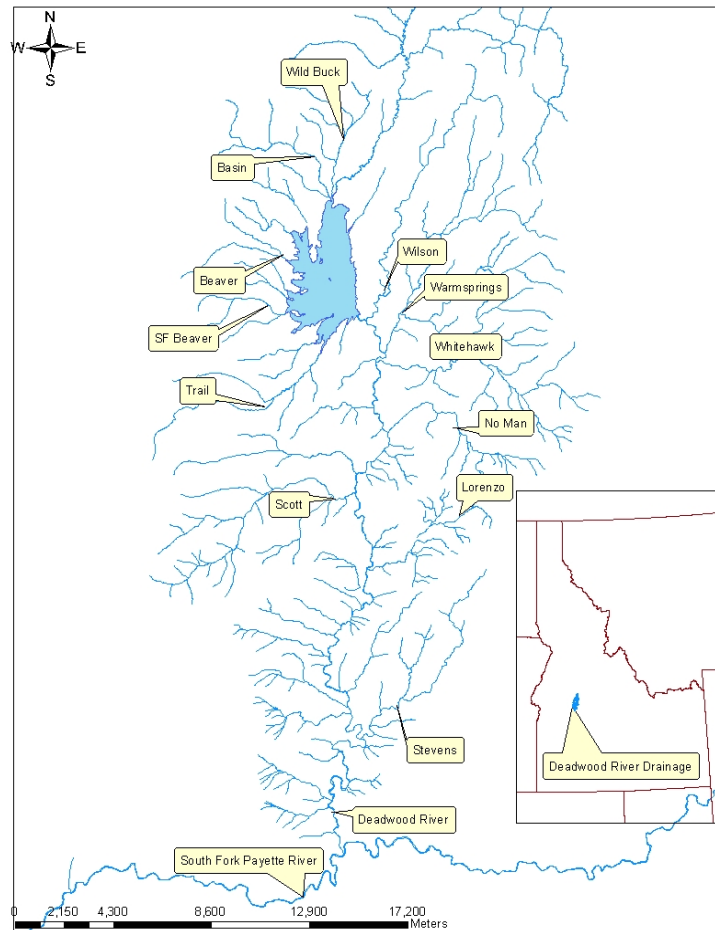 N
W E
S
Wild Buck
Basin
Wilson
Beaver
Warmsprings
SF Beaver
Whitehawk
Trail
No Man
Lorenzo
Scott
Stevens
Deadwood River Drainage
Deadwood River
South Fork Payette River
0 2,150 4,300 8,600 12,900 17,200
Meters